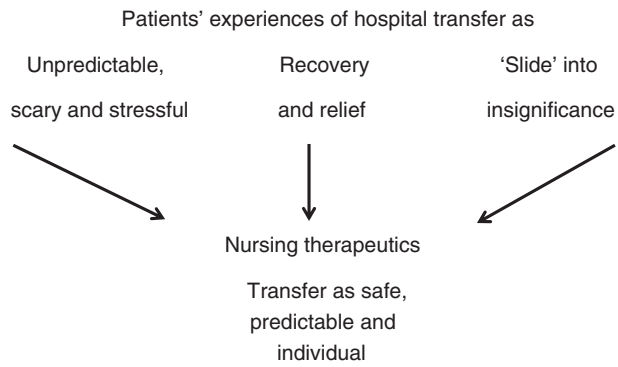 Patients’ experiences of hospital transfer as
Unpredictable,
scary and stressful
Recovery
and relief
‘Slide’ into
insignificance
Nursing therapeutics
Transfer as safe,
predictable and
individual